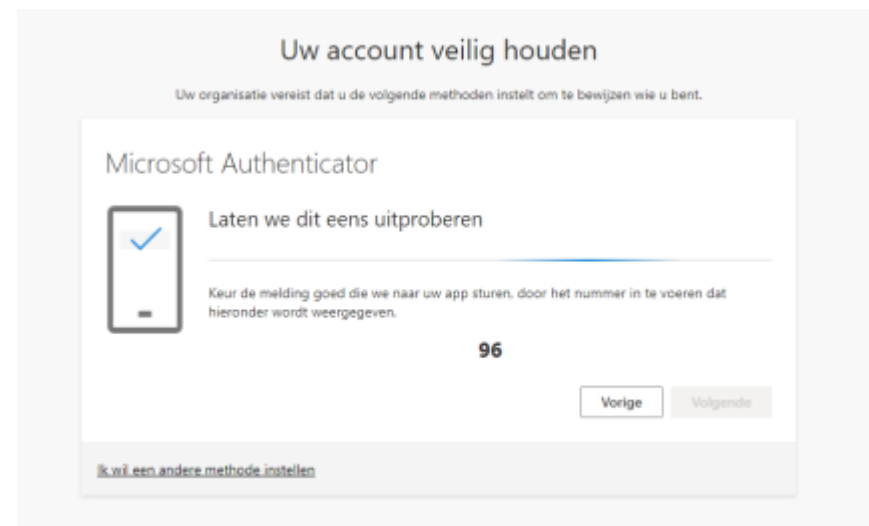 Uw account veilig houden
Uw organisatie vereist dat u de volgende methoden instelt om te bewijzen wie u bent.
Microsoft Authenticator
Laten we dit eens uitproberen
Keur de melding goed die we naar uw app sturen, door het nummer in te voeren dat
hieronder wordt weergegeven.
96
Vorige
Volgende
Ik wil een andere methode instellen